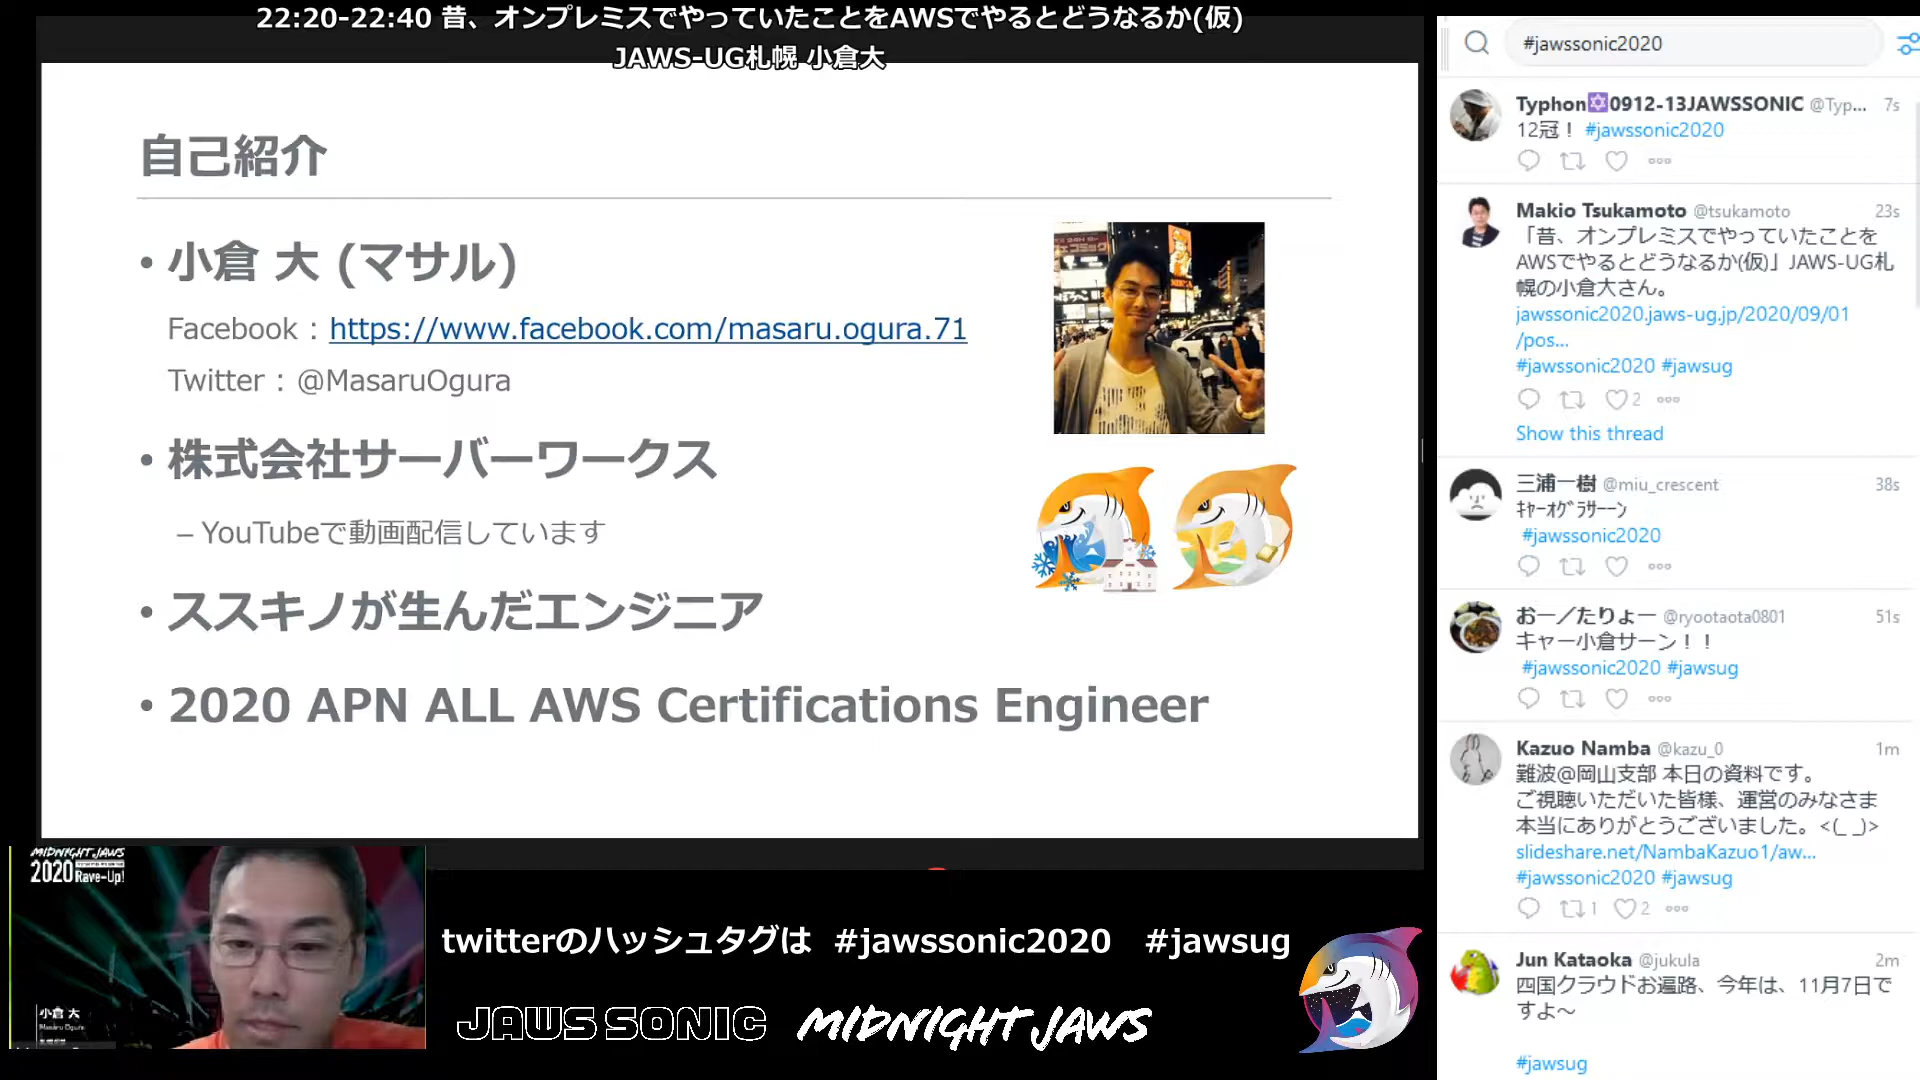 22:20-22:40 昔、オンプレミスでやっていたことをAWSでやるとどうなるか(仮)
JAWS-UG札幌 小倉大
自己紹介
• 小倉 大 (マサル)
Facebook : https://www.facebook.com/masaru.ogura.71
Twitter : @MasaruOgura
• 株式会社サーバーワークス
– YouTubeで動画配信しています
• ススキノが生んだエンジニア
• 2020 APN ALL AWS Certifications Engineer
MIDNIGHT JAWS
2020 Rave-Up!
小倉 大
Masaru Ogura
twitterのハッシュタグは #jawssonic2020 #jawsug
JAWS SONIC MIDNIGHT JAWS
#jawssonic2020
Typhon🔯0912-13JAWSSONIC @Typ... 7s
12冠！ #jawssonic2020
Makio Tsukamoto @tsukamoto 23s
「昔、オンプレミスでやっていたことを
AWSでやるとどうなるか(仮)」JAWS-UG札
幌の小倉大さん。
jawssonic2020.jaws-ug.jp/2020/09/01
/pos...
#jawssonic2020 #jawsug
2
Show this thread
三浦一樹 @miu_crescent 38s
ｷｬｰｵｸﾞﾗｻｰｰﾝ
#jawssonic2020
おー／たりょー @ryootaota0801 51s
キャー小倉サーン！！
#jawssonic2020 #jawsug
Kazuo Namba @kazu_0 1m
難波@岡山支部 本日の資料です。
ご視聴いただいた皆様、運営のみなさま
本当にありがとうございました。<(_ _)>
slideshare.net/NambaKazuo1/aw...
#jawssonic2020 #jawsug
1 2
Jun Kataoka @jukula 2m
四国クラウドお遍路、今年は、11月7日で
すよ～
#jawsug